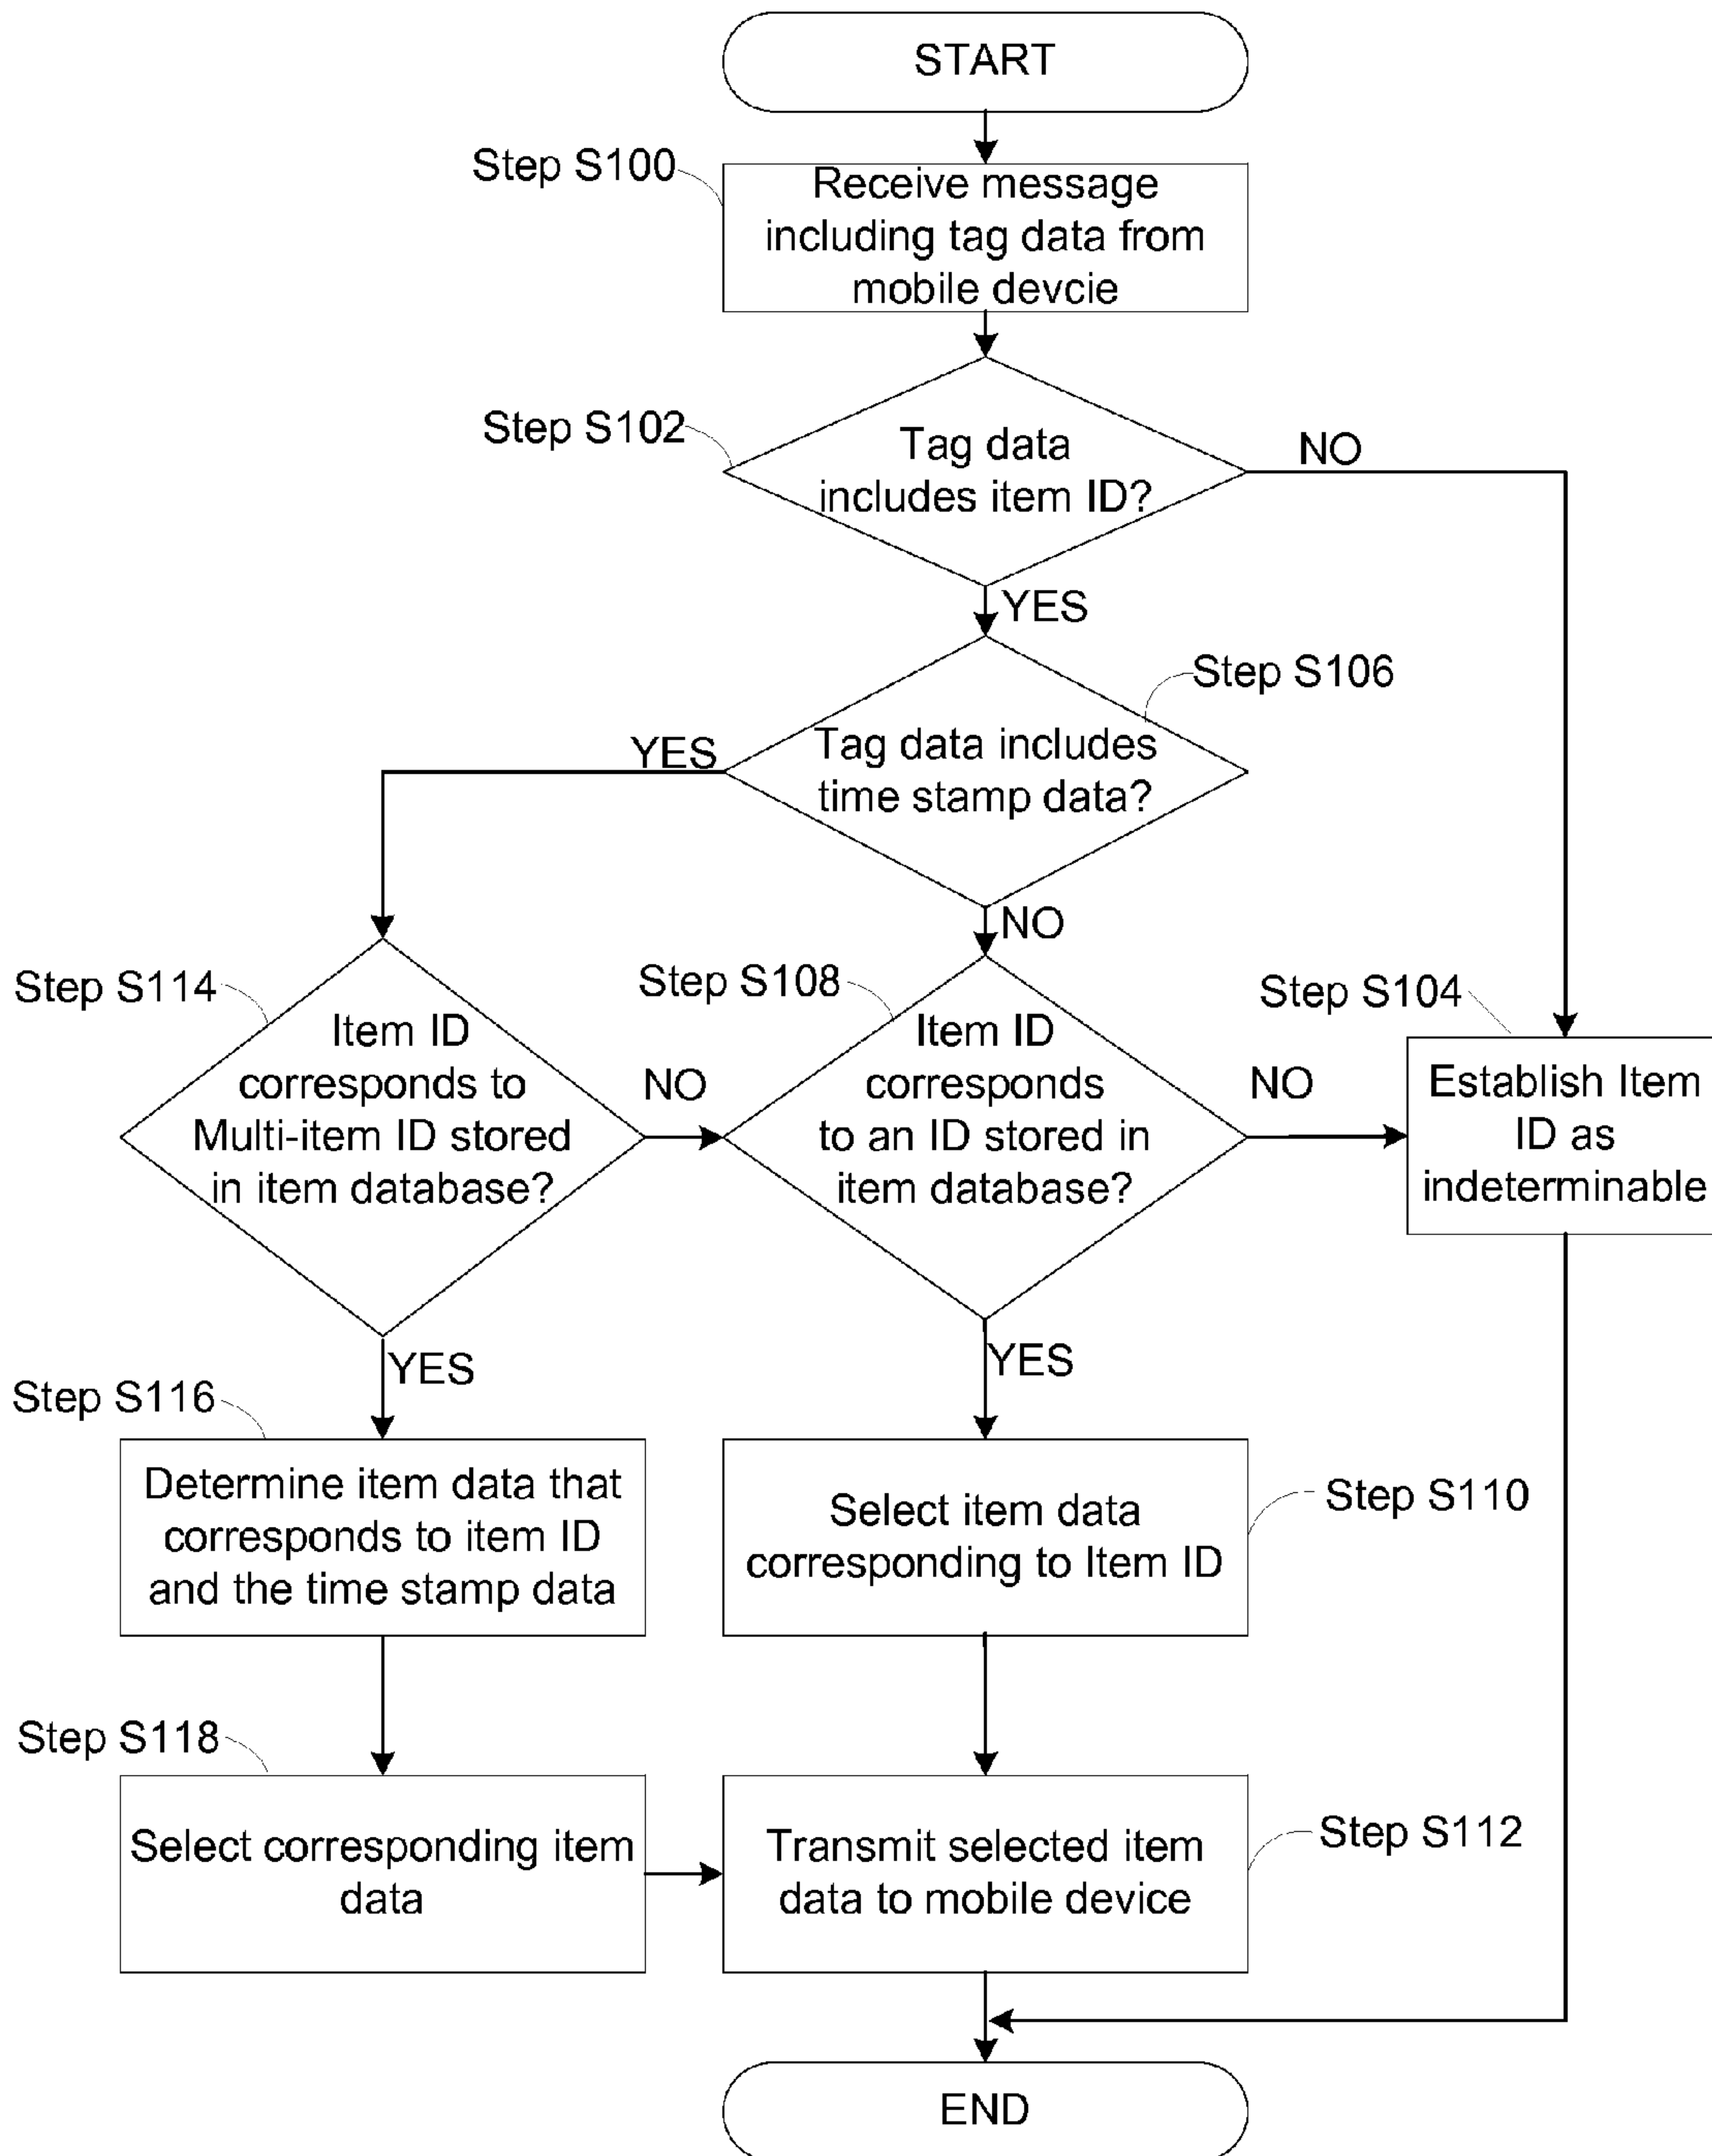 START
Step S100
Receive message
including tag data from
mobile devcie
Step S102
Tag data
includes item ID?
NO
YES
Step S106
Tag data includes
time stamp data?
YES
NO
Step S114
Item ID
corresponds to
Multi-item ID stored
in item database?
NO
Step S108
Item ID
corresponds
to an ID stored in
item database?
NO
Step S104
Establish Item
ID as
indeterminable
YES
YES
Step S116
Determine item data that
corresponds to item ID
and the time stamp data
Select item data
corresponding to Item ID
Step S110
Step S118
Select corresponding item
data
Transmit selected item
data to mobile device
Step S112
END